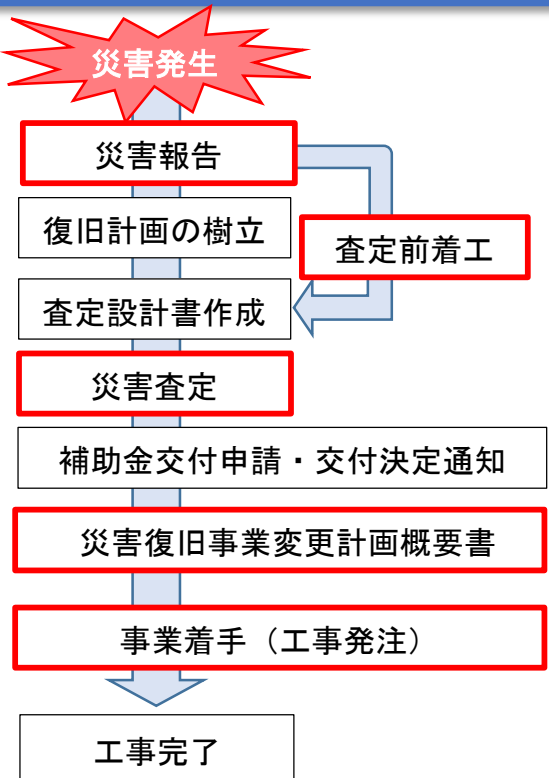 災害発生
災害報告
復旧計画の樹立
査定前着工
査定設計書作成
災害査定
補助金交付申請・交付決定通知
災害復旧事業変更計画概要書
事業着手（工事発注）
工事完了